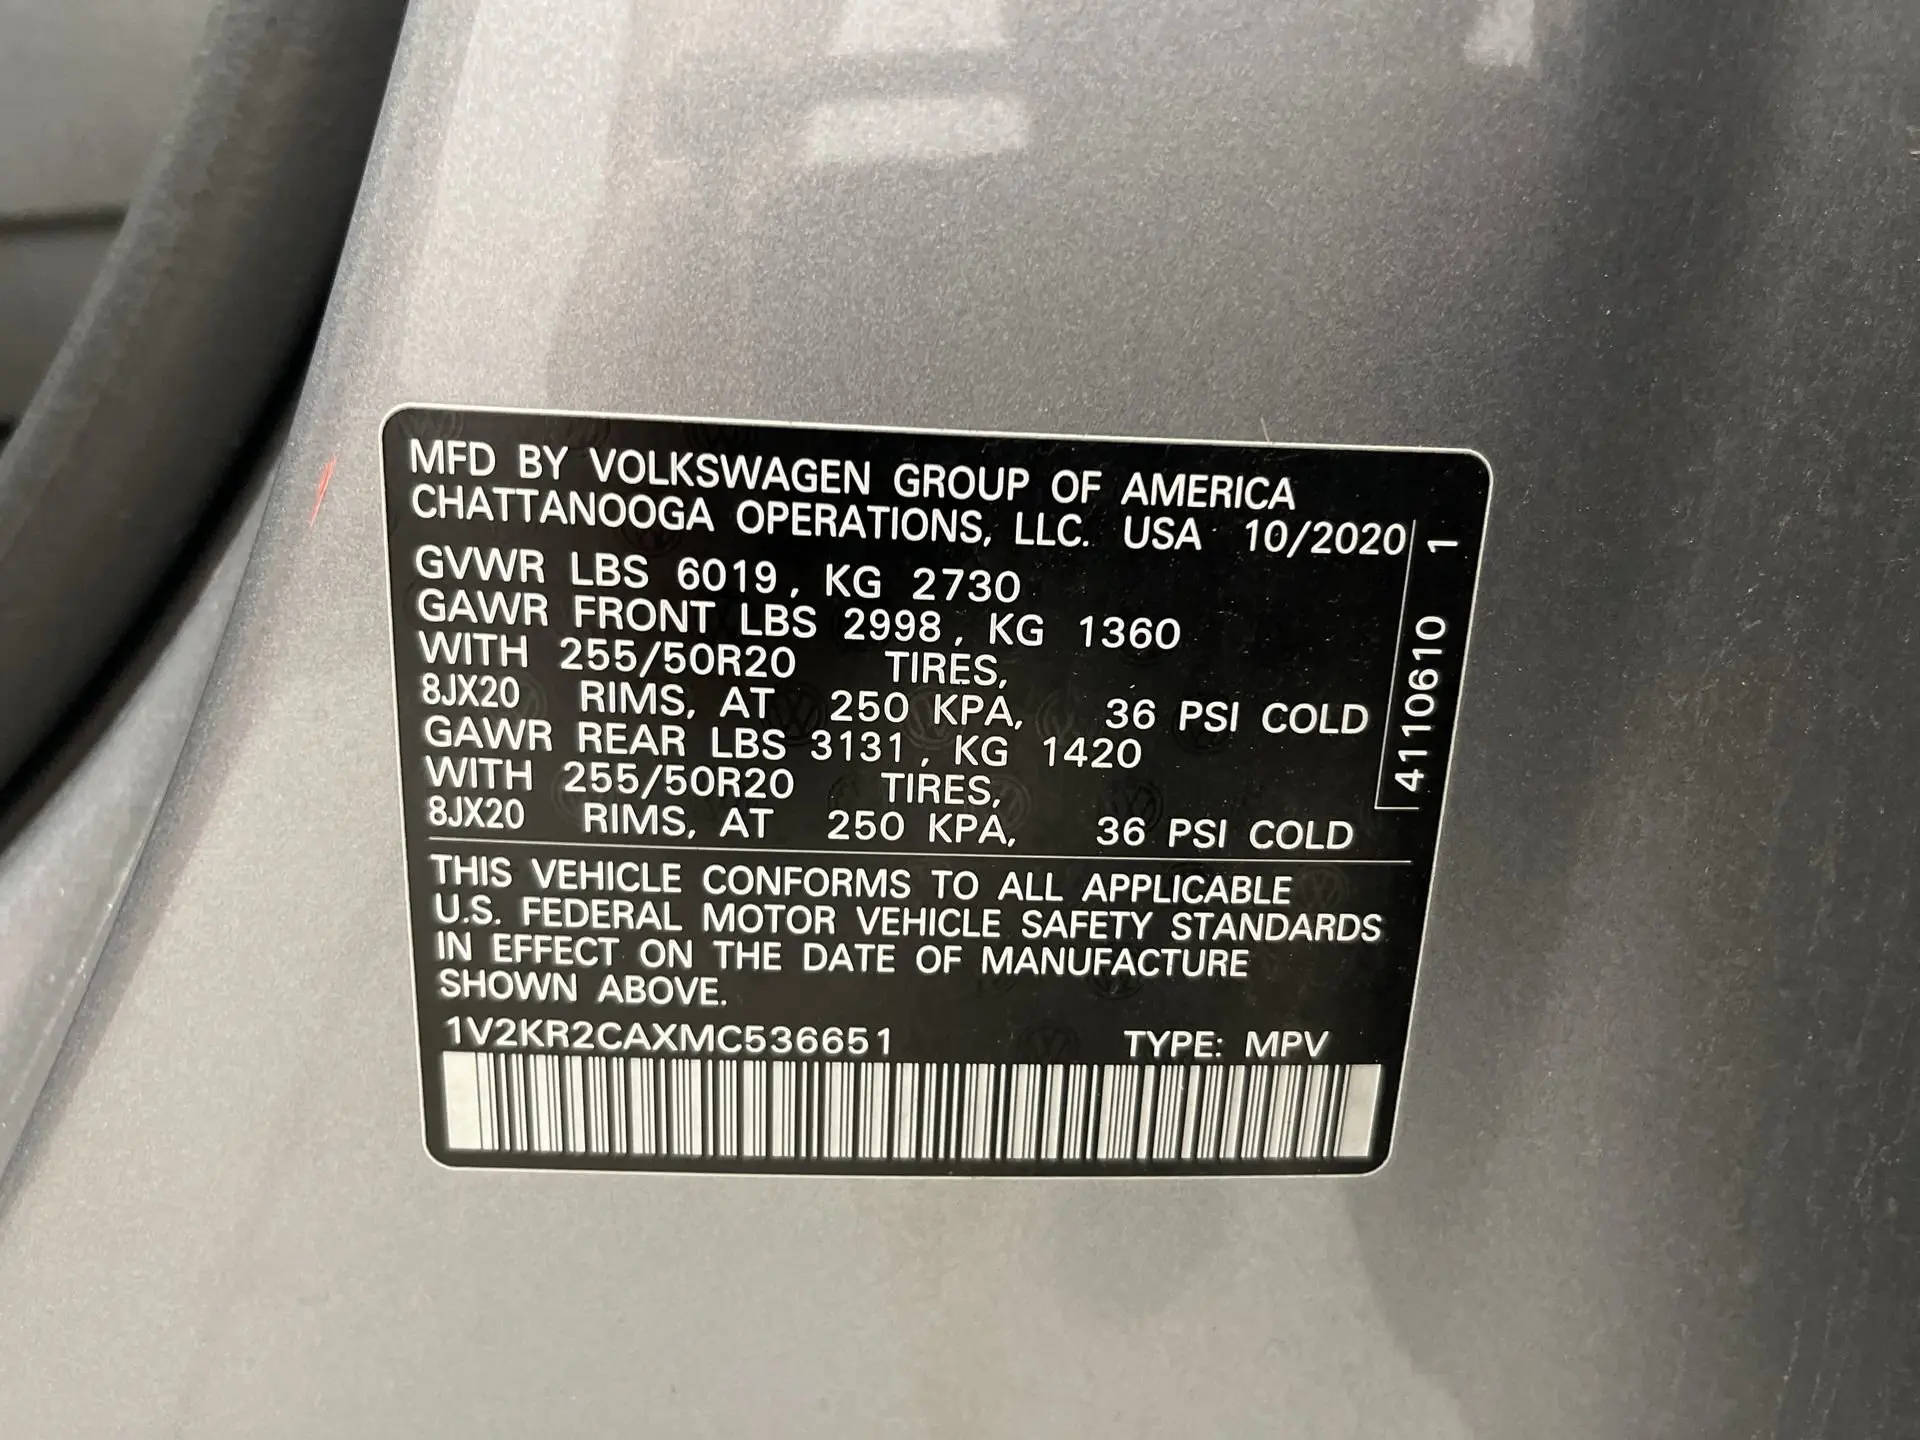 MFD BY VOLKSWAGEN GROUP OF AMERICA
CHATTANOOGA OPERATIONS, LLC. USA 10/2020
GVWR LBS 6019, KG 2730
GAWR FRONT LBS 2998, KG 1360
WITH 255/50R20 TIRES,
8JX20 RIMS, AT 250 KPA, 36 PSI COLD
GAWR REAR LBS 3131, KG 1420
WITH 255/50R20 TIRES,
8JX20 RIMS, AT 250 KPA, 36 PSI COLD
4110610 1
THIS VEHICLE CONFORMS TO ALL APPLICABLE
U.S. FEDERAL MOTOR VEHICLE SAFETY STANDARDS
IN EFFECT ON THE DATE OF MANUFACTURE
SHOWN ABOVE.
1V2KR2CAXMC536651 TYPE: MPV